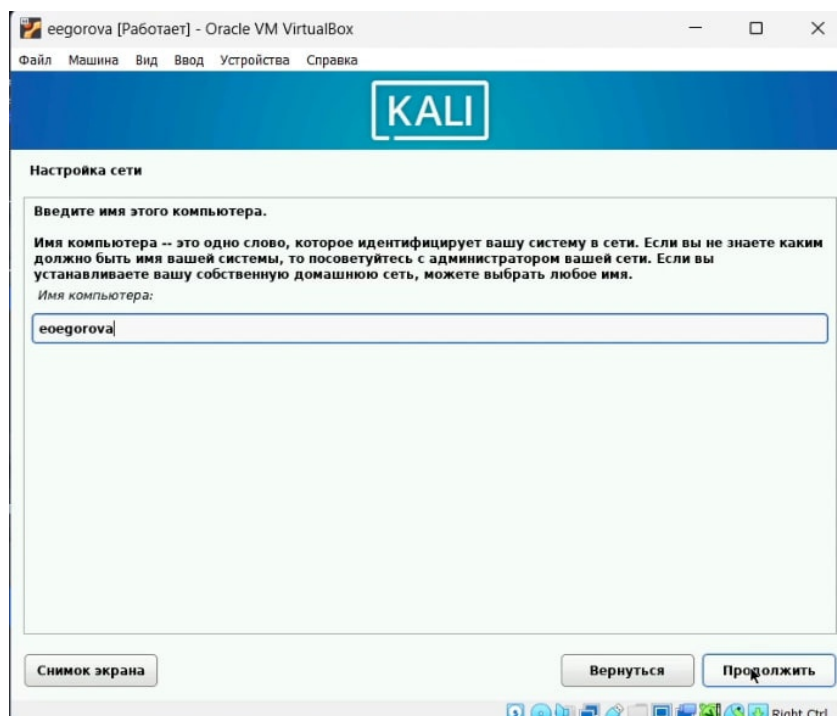 eegorova [Работает] - Oracle VM VirtualBox
Файл Машина Вид Ввод Устройства Справка
KALI
Настройка сети
Введите имя этого компьютера.
Имя компьютера -- это одно слово, которое идентифицирует вашу систему в сети. Если вы не знаете каким
должно быть имя вашей системы, то посоветуйтесь с администратором вашей сети. Если вы
устанавливаете вашу собственную домашнюю сеть, можете выбрать любое имя.
Имя компьютера:
eoegorova
Снимок экрана Вернуться Продолжить
Right Ctrl